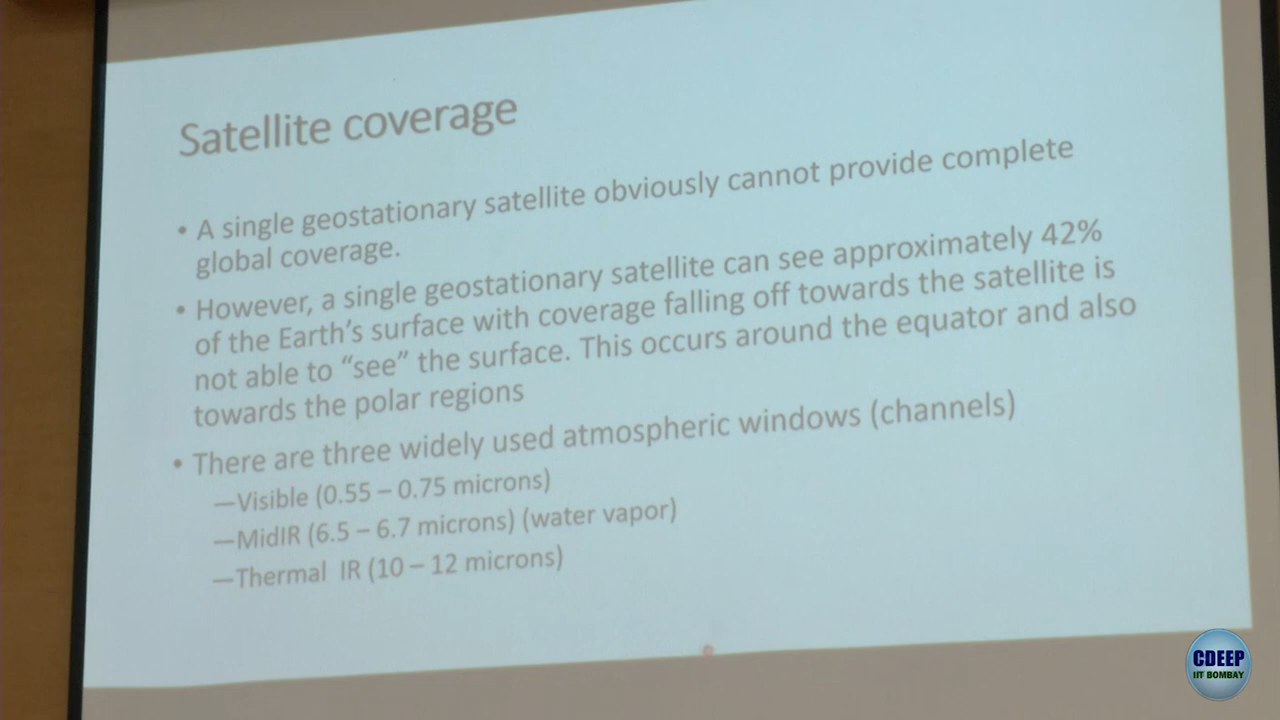 Satellite coverage
• A single geostationary satellite obviously cannot provide complete
global coverage.
• However, a single geostationary satellite can see approximately 42%
of the Earth's surface with coverage falling off towards the satellite is
not able to “see” the surface. This occurs around the equator and also
towards the polar regions
• There are three widely used atmospheric windows (channels)
—Visible (0.55 – 0.75 microns)
—MidIR (6.5 – 6.7 microns) (water vapor)
—Thermal IR (10 – 12 microns)
CDEEP
IIT BOMBAY